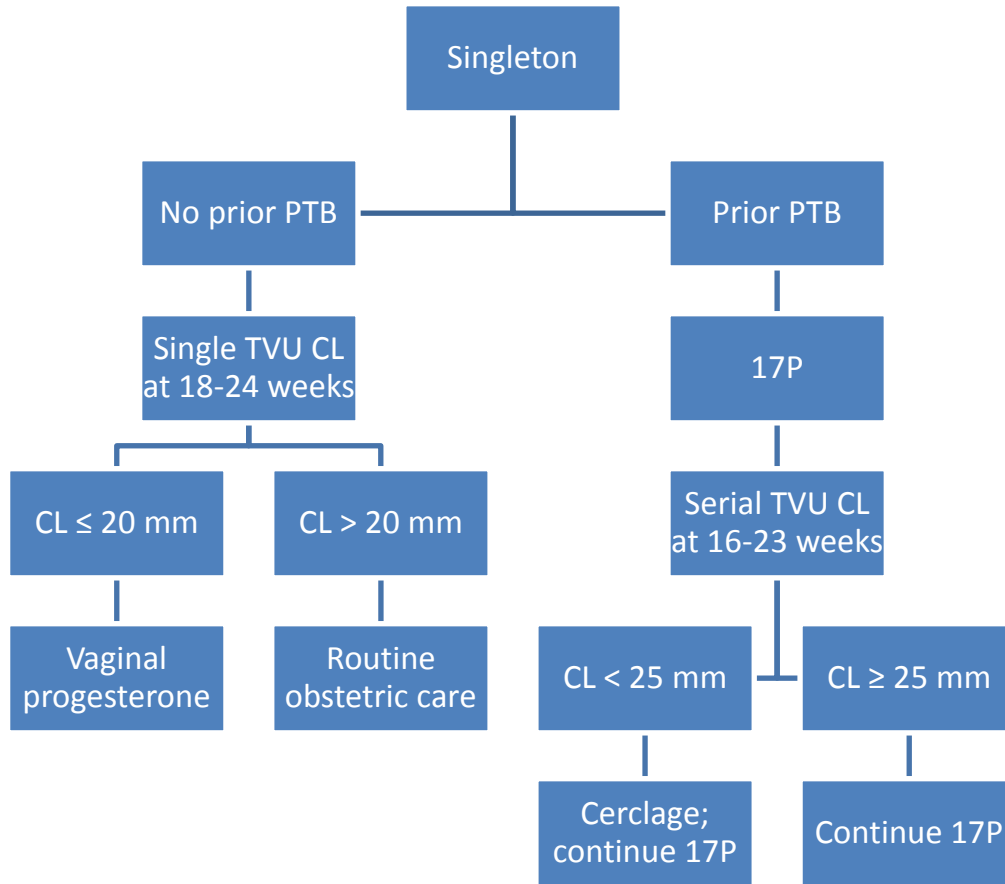 Singleton
No prior PTB
Prior PTB
Single TVU CL
at 18-24 weeks
17P
CL ≤ 20 mm
CL > 20 mm
Serial TVU CL
at 16-23 weeks
Vaginal
progesterone
Routine
obstetric care
CL < 25 mm
CL ≥ 25 mm
Cerclage;
continue 17P
Continue 17P